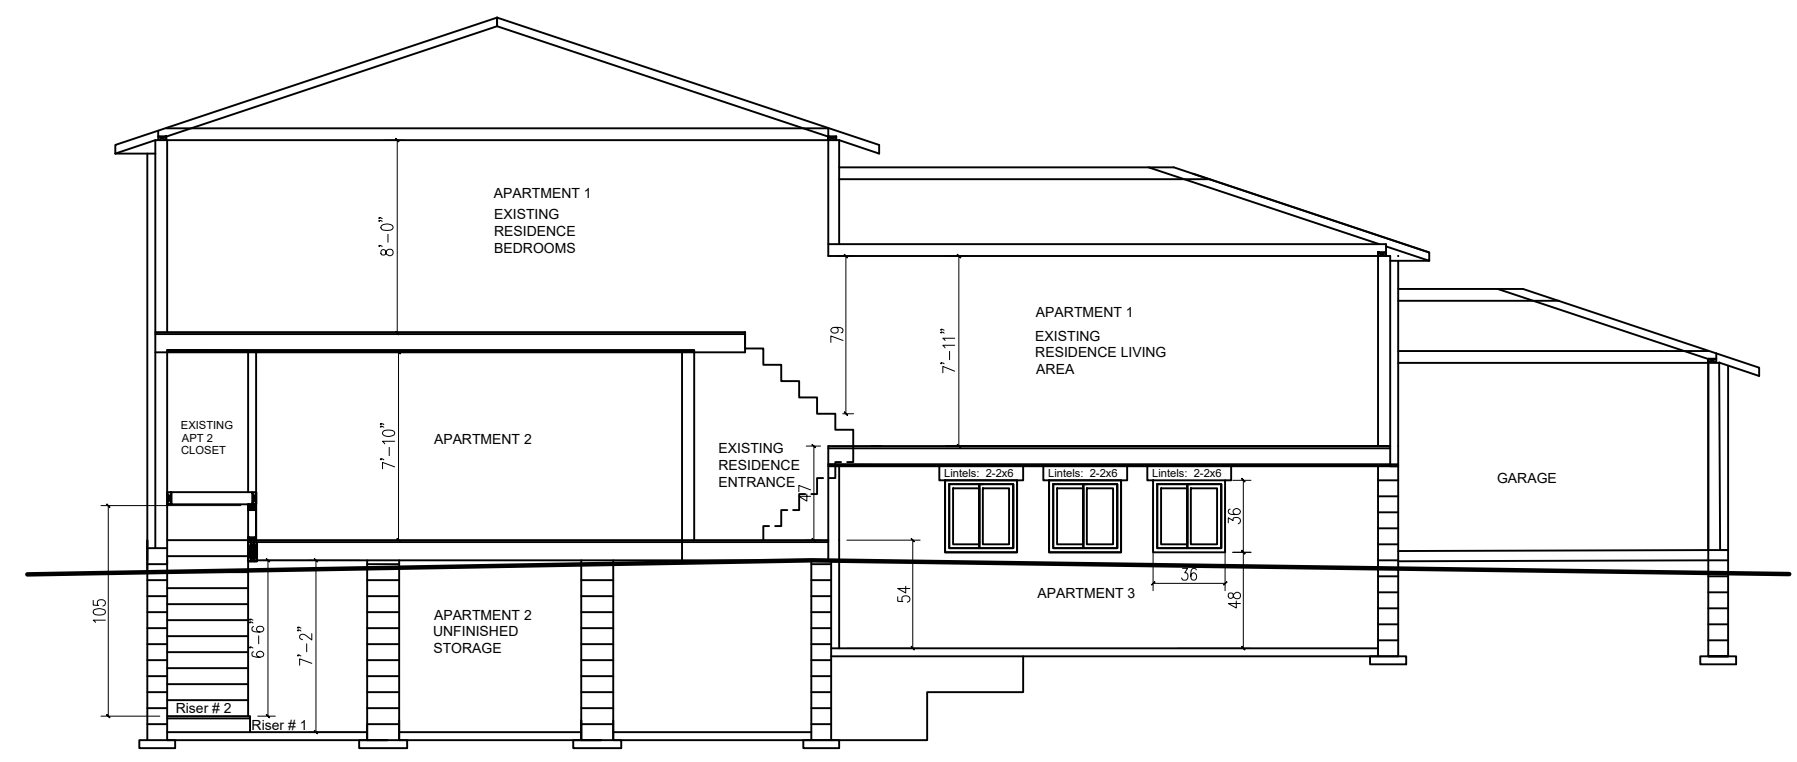 APARTMENT 1
EXISTING
RESIDENCE
BEDROOMS
8'-0"
APARTMENT 1
EXISTING
RESIDENCE LIVING
AREA
79
7'-11"
EXISTING
APT 2
CLOSET
7'-10"
APARTMENT 2
EXISTING
RESIDENCE
ENTRANCE
47
Lintels: 2-2x6
Lintels: 2-2x6
Lintels: 2-2x6
GARAGE
36
36
48
54
APARTMENT 3
105
6'-6"
7'-2"
APARTMENT 2
UNFINISHED
STORAGE
Riser # 2
Riser # 1